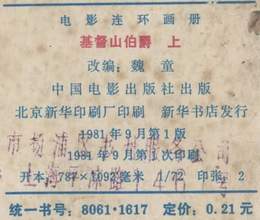 电影连环画册
基督山伯爵 上
改编：魏童
中国电影出版社出版
北京新华印刷厂印刷 新华书店发行
1981年9月第1版
1981年9月第 次印刷
开本：787×1092毫米 1/72 印张：2
统一书号：8061·1617 定价：0.21元